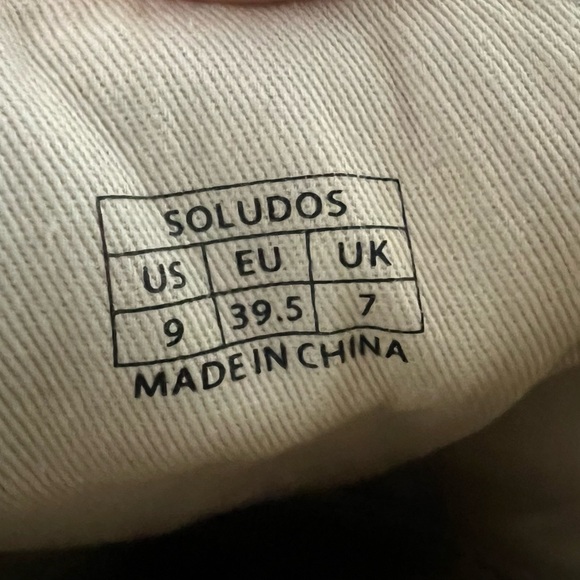 SOLUDOS
US EU UK
9 39.5 7
MADE IN CHINA